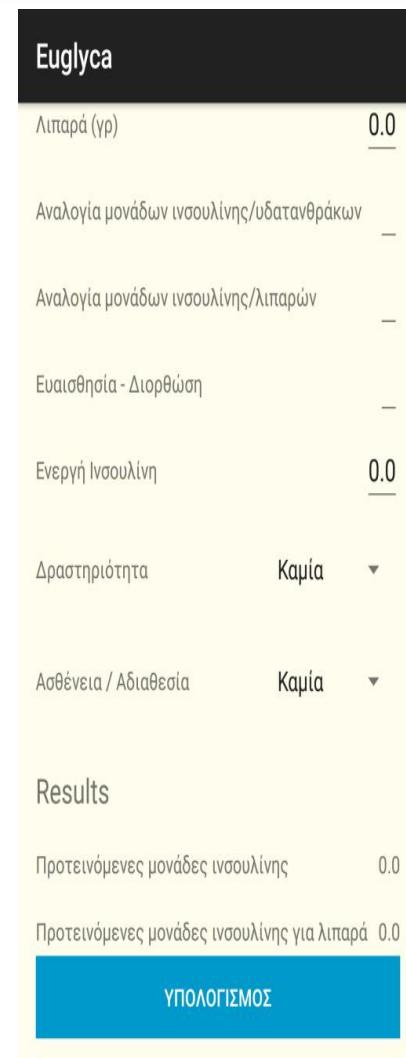 Euglyca
Λιπαρά (γρ) 0.0
Αναλογία μονάδων ινσουλίνης/υδατανθράκων _
Αναλογία μονάδων ινσουλίνης/λιπαρών _
Ευαισθησία - Διορθώση _
Ενεργή Ινσουλίνη 0.0
Δραστηριότητα Καμία
Ασθένεια / Αδιαθεσία Καμία
Results
Προτεινόμενες μονάδες ινσουλίνης 0.0
Προτεινόμενες μονάδες ινσουλίνης για λιπαρά 0.0
ΥΠΟΛΟΓΙΣΜΟΣ